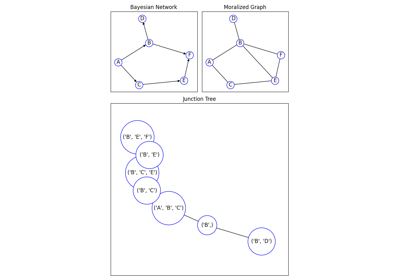 Bayesian Network
Moralized Graph
D
B
A
F
C
E
D
B
A
F
C
E
Junction Tree
('B', 'E', 'F')
('B', 'E')
('B', 'C', 'E')
('B', 'C')
('A', 'B', 'C')
('B',)
('B', 'D')